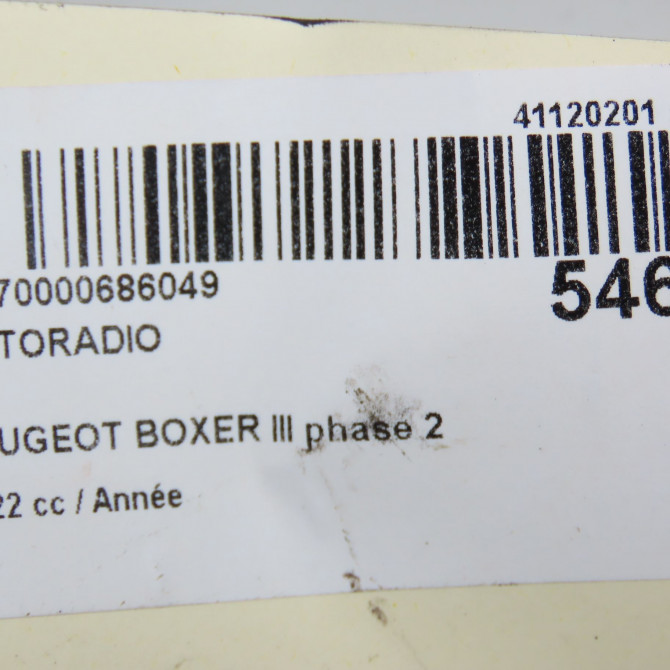 41120201
70000686049
546
TORADIO
UGEOT BOXER III phase 2
22 cc / Année